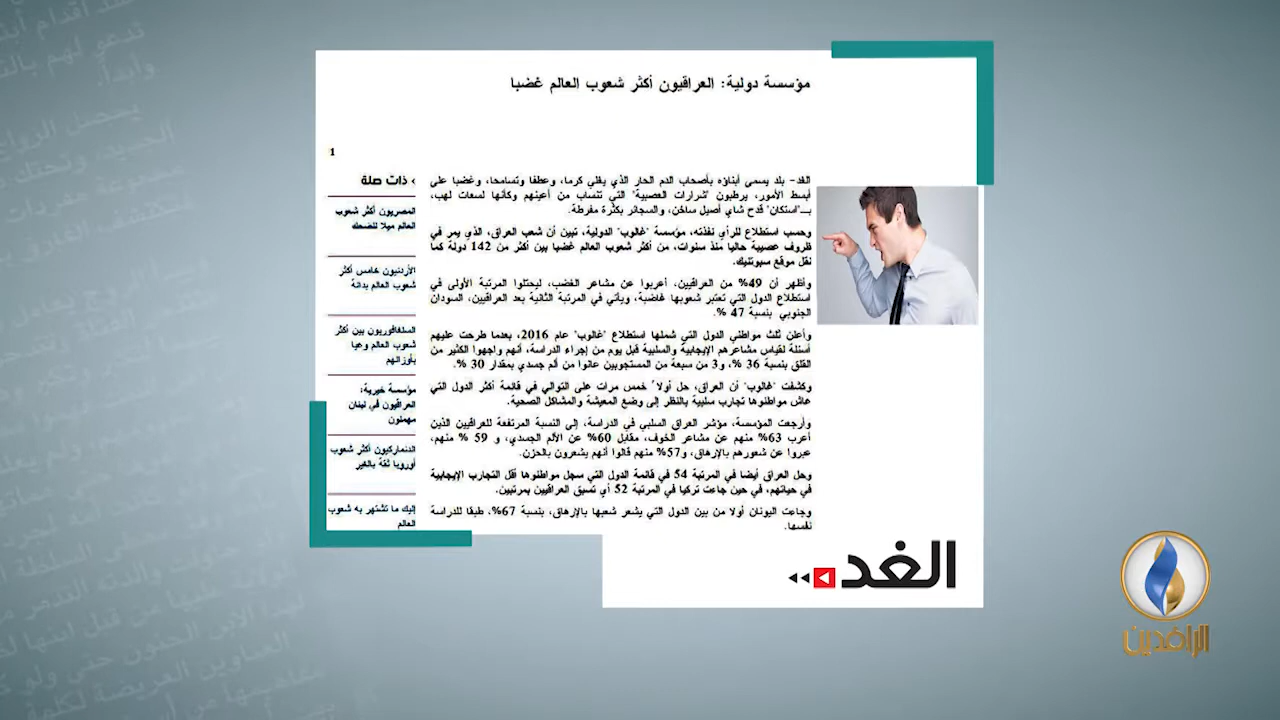 مؤسسة دولية: العراقيون أكثر شعوب العالم غضبا
1
الغد- بلد يسمى أبناؤه بأصحاب الدم الحار الذي يغلي كرما، وعطفا وتسامحا، وغضبا على
أبسط الأمور، يرطبون "شرارات العصبية" التي تنساب من أعينهم وكأنها لسعات لهب،
بـ"استكان" قدح شاي أصيل ساخن، والسجائر بكثرة مفرطة.
وحسب استطلاع للرأي نفذته، مؤسسة "غالوب" الدولية، تبين أن شعب العراق، الذي يمر في
ظروف عصيبة حاليا منذ سنوات، من أكثر شعوب العالم غضبا بين أكثر من 142 دولة كما
نقل موقع سبوتنيك.
وأظهر أن 49% من العراقيين، أعربوا عن مشاعر الغضب، ليحتلوا المرتبة الأولى في
استطلاع الدول التي تعتبر شعوبها غاضبة، ويأتي في المرتبة الثانية بعد العراقيين، السودان
الجنوبي بنسبة 47 %.
وأعلن ثلث مواطني الدول التي شملها استطلاع "غالوب" عام 2016، بعدما طرحت عليهم
أسئلة لقياس مشاعرهم الإيجابية والسلبية قبل يوم من إجراء الدراسة، أنهم واجهوا الكثير من
القلق بنسبة 36 %، و3 من سبعة من المستجوبين عانوا من ألم جسدي بمقدار 30 %.
وكشفت "غالوب" أن العراق، حل أولا ً خمس مرات على التوالي في قائمة أكثر الدول التي
عاش مواطنوها تجارب سلبية بالنظر إلى وضع المعيشة والمشاكل الصحية.
وأرجعت المؤسسة، مؤشر العراق السلبي في الدراسة، إلى النسبة المرتفعة للعراقيين الذين
أعرب 63% منهم عن مشاعر الخوف، مقابل 60% عن الألم الجسدي، و 59 % منهم،
عبروا عن شعورهم بالإرهاق، و57% منهم قالوا أنهم يشعرون بالحزن.
وحل العراق أيضا في المرتبة 54 في قائمة الدول التي سجل مواطنوها أقل التجارب الإيجابية
في حياتهم، في حين جاءت تركيا في المرتبة 52 أي تسبق العراقيين بمرتبتين.
وجاءت اليونان أولا من بين الدول التي يشعر شعبها بالإرهاق، بنسبة 67%، طبقا للدراسة
نفسها.
› ذات صلة
المصريون أكثر شعوب
العالم ميلا للضحك
الأردنيون خامس أكثر
شعوب العالم بدانة
السنغافوريون بين أكثر
شعوب العالم وعيا
بأوزانهم
مؤسسة خيرية:
العراقيون في لبنان
مهملون
الدنماركيون أكثر شعوب
أوروبا ثقة بالغير
إليك ما تشتهر به شعوب
العالم
الغد
الرافدين